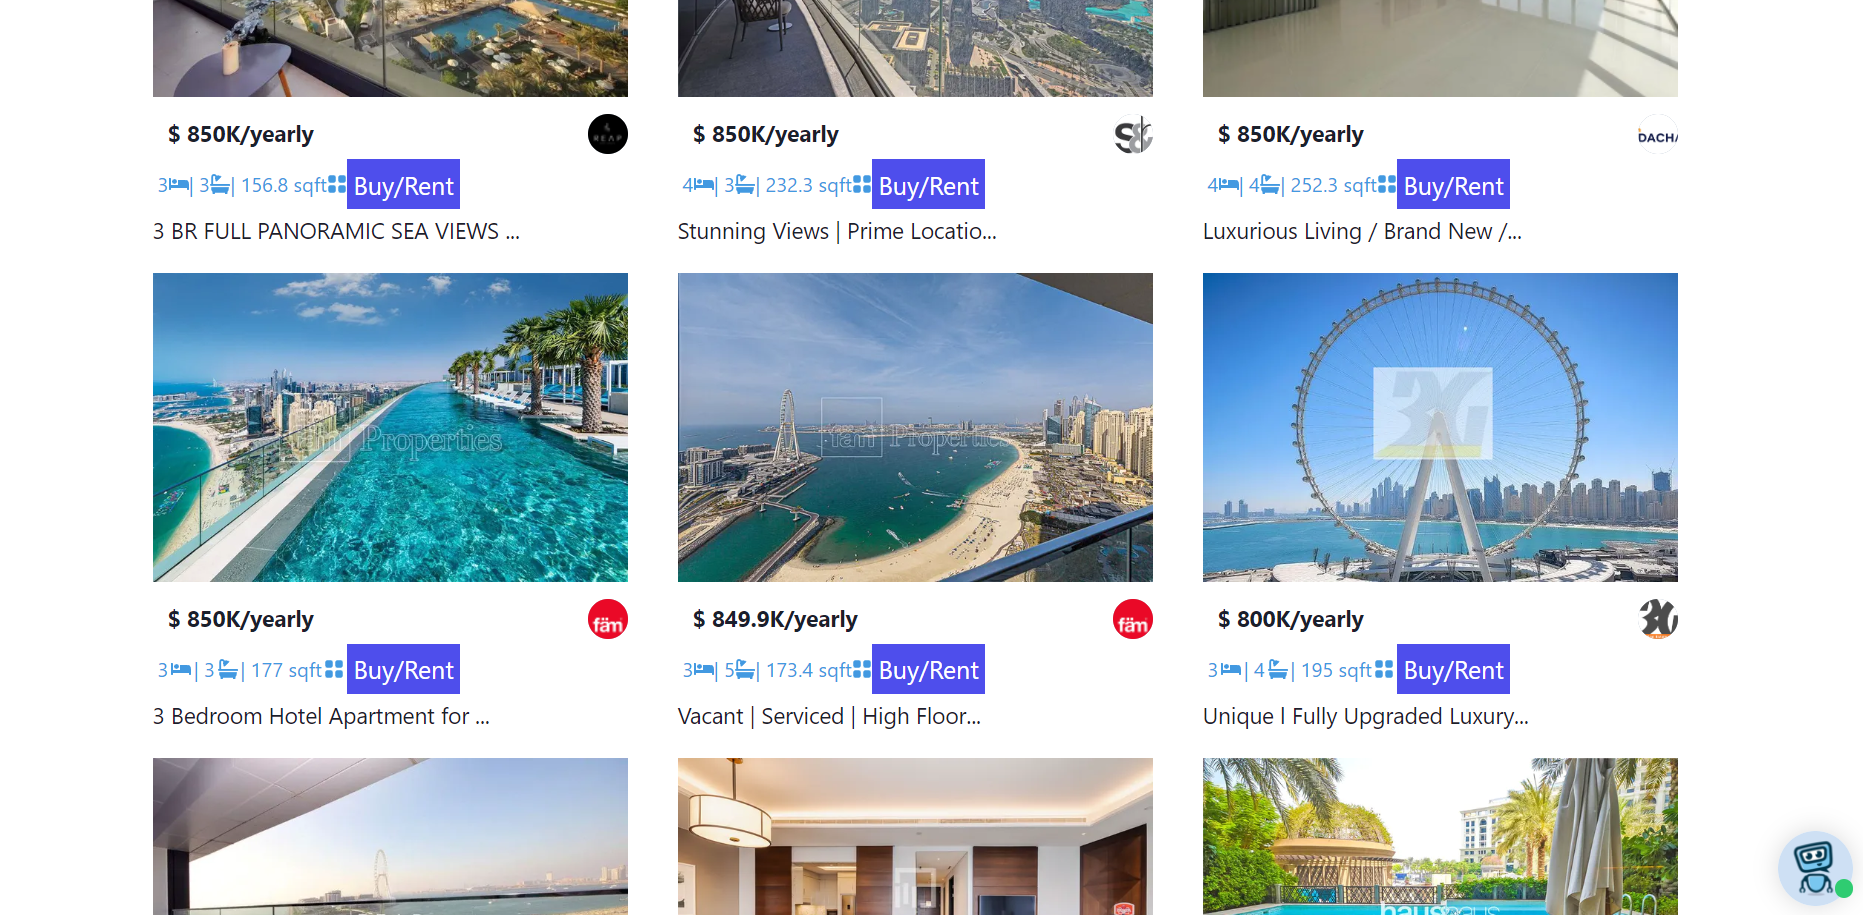 $ 850K/yearly
REAP
3 | 3 | 156.8 sqft Buy/Rent
3 BR FULL PANORAMIC SEA VIEWS ...
$ 850K/yearly
S&
4 | 3 | 232.3 sqft Buy/Rent
Stunning Views | Prime Locatio...
$ 850K/yearly
DACHA
4 | 4 | 252.3 sqft Buy/Rent
Luxurious Living / Brand New /...
fäm Properties
fäm Properties
$ 850K/yearly
fäm
3 | 3 | 177 sqft Buy/Rent
3 Bedroom Hotel Apartment for ...
$ 849.9K/yearly
fäm
3 | 5 | 173.4 sqft Buy/Rent
Vacant | Serviced | High Floor...
$ 800K/yearly
3 | 4 | 195 sqft Buy/Rent
Unique l Fully Upgraded Luxury...